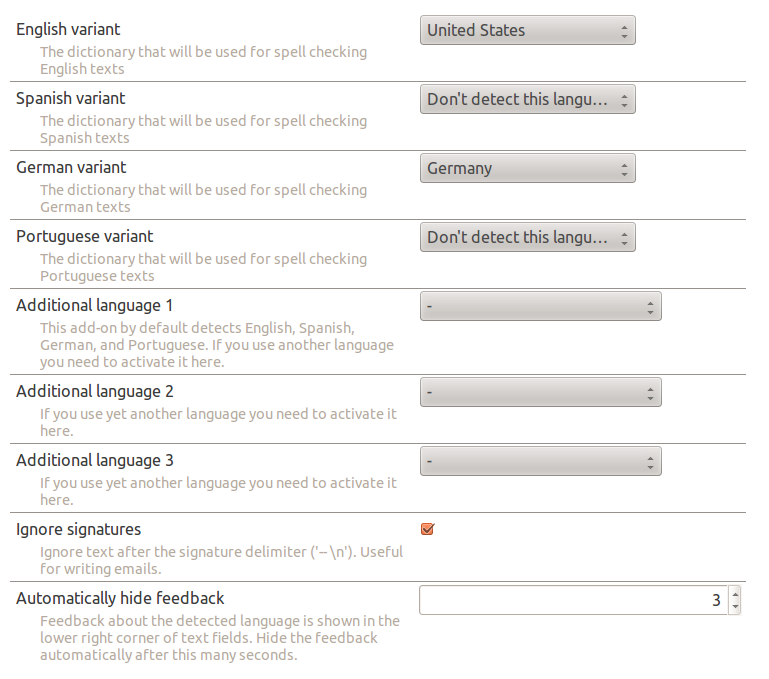 English variant
United States
The dictionary that will be used for spell checking
English texts
Spanish variant
Don't detect this langu...
The dictionary that will be used for spell checking
Spanish texts
German variant
Germany
The dictionary that will be used for spell checking
German texts
Portuguese variant
Don't detect this langu...
The dictionary that will be used for spell checking
Portuguese texts
Additional language 1
-
This add-on by default detects English, Spanish,
German, and Portuguese. If you use another language
you need to activate it here.
Additional language 2
-
If you use yet another language you need to activate it
here.
Additional language 3
-
If you use yet another language you need to activate it
here.
Ignore signatures
Ignore text after the signature delimiter ('-- \n'). Useful
for writing emails.
Automatically hide feedback
3
Feedback about the detected language is shown in the
lower right corner of text fields. Hide the feedback
automatically after this many seconds.